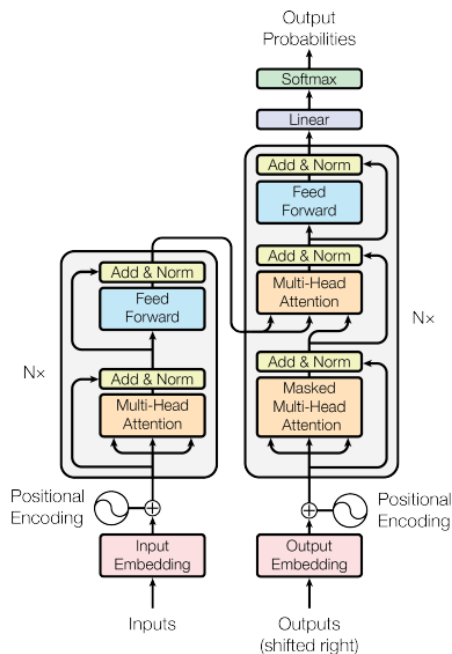 Output
Probabilities
Softmax
Linear
Add & Norm
Feed
Forward
Add & Norm
Multi-Head
Attention
Add & Norm
Masked
Multi-Head
Attention
N×
Add & Norm
Feed
Forward
Add & Norm
Multi-Head
Attention
N×
Positional
Encoding
Positional
Encoding
Input
Embedding
Output
Embedding
Inputs
Outputs
(shifted right)